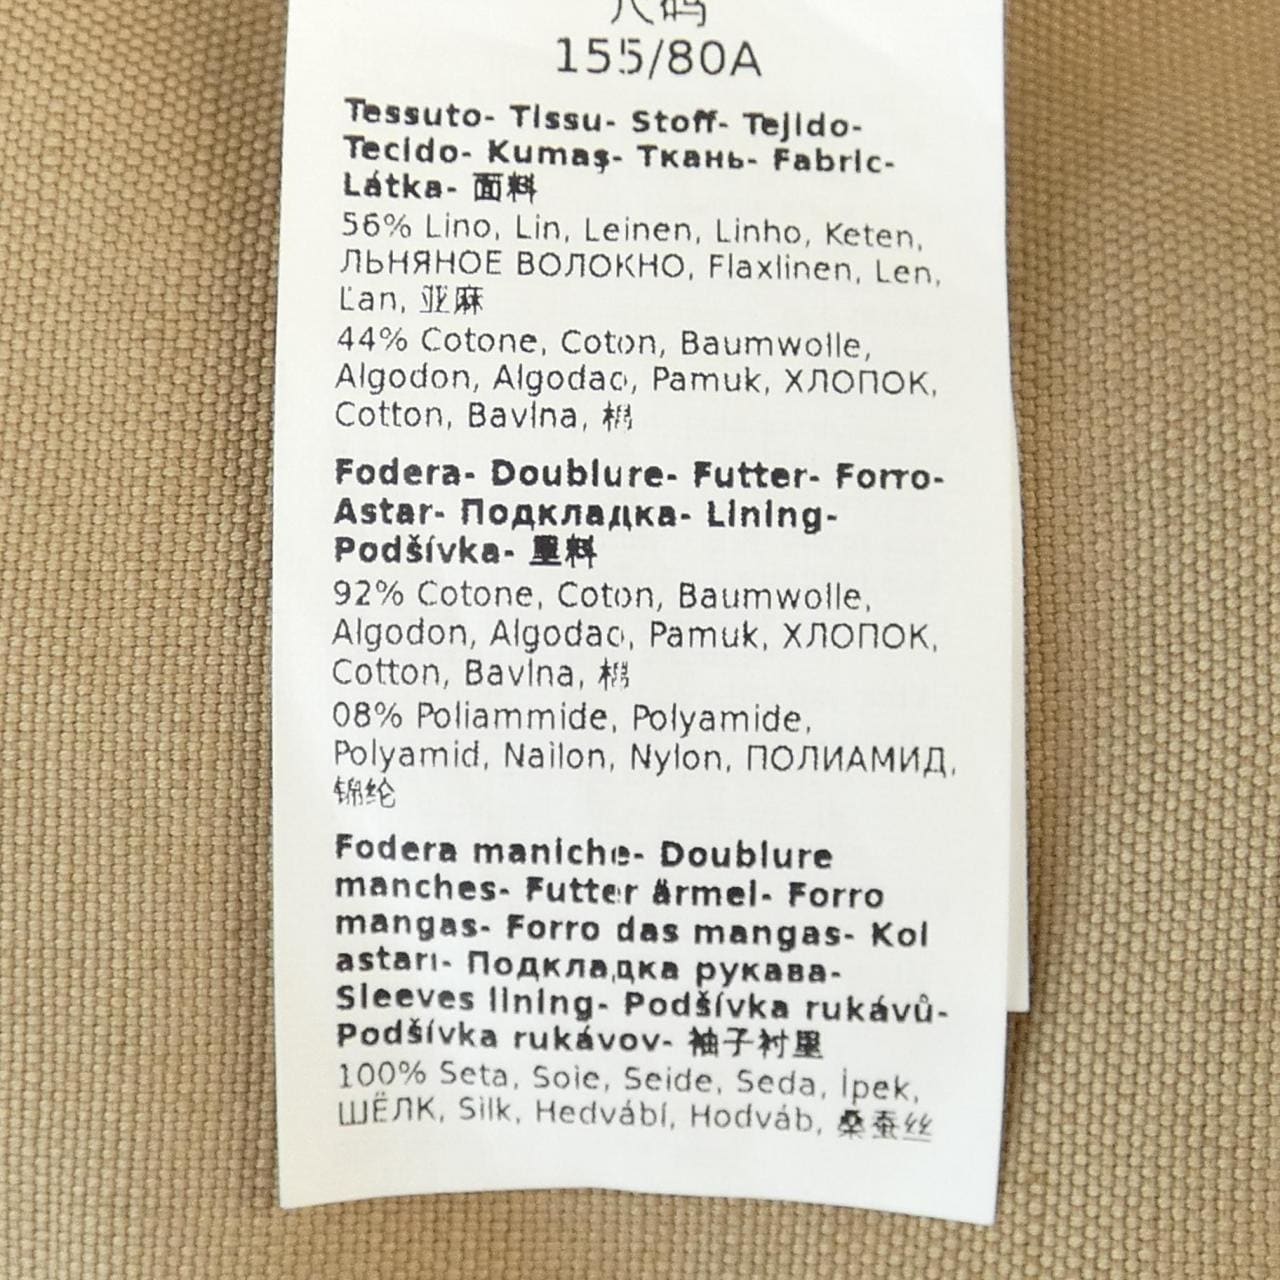 尺码
155/80A
Tessuto- Tissu- Stoff- Tejido-
Tecido- Kumaş- Ткань- Fabric-
Látka- 面料
56% Lino, Lin, Leinen, Linho, Keten,
ЛЬНЯНОЕ ВОЛОКНО, Flaxlinen, Len,
Ľan, 亚麻
44% Cotone, Coton, Baumwolle,
Algodon, Algodao, Pamuk, ХЛОПОК,
Cotton, Bavlna, 棉
Fodera- Doublure- Futter- Forro-
Astar- Подкладка- Lining-
Podšívka- 里料
92% Cotone, Coton, Baumwolle,
Algodon, Algodao, Pamuk, ХЛОПОК,
Cotton, Bavlna, 棉
08% Poliammide, Polyamide,
Polyamid, Nailon, Nylon, ПОЛИАМИД,
锦纶
Fodera maniche- Doublure
manches- Futter ärmel- Forro
mangas- Forro das mangas- Kol
astarı- Подкладка рукава-
Sleeves lining- Podšívka rukávů-
Podšívka rukávov- 袖子衬里
100% Seta, Soie, Seide, Seda, İpek,
ШЁЛК, Silk, Hedvábí, Hodváb, 桑蚕丝